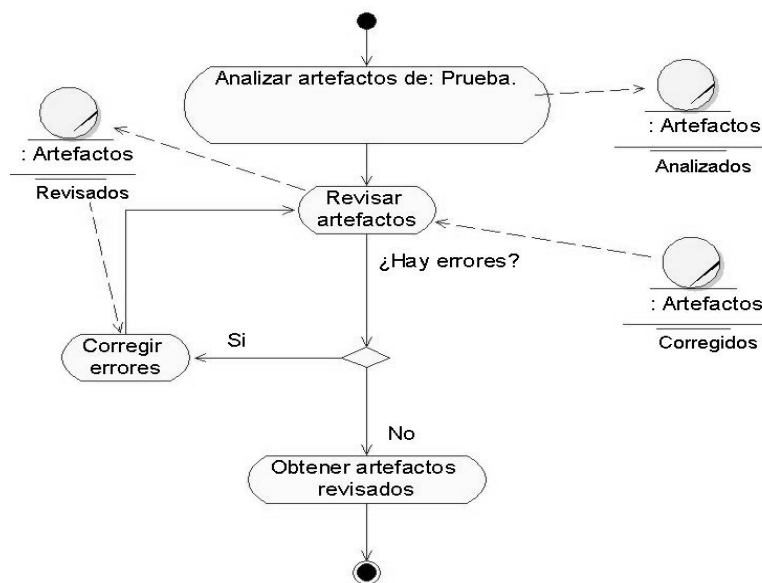 Analizar artefactos de: Prueba.
: Artefactos
Analizados
: Artefactos
Revisados
Revisar
artefactos
¿Hay errores?
: Artefactos
Corregidos
Corregir
errores
Si
No
Obtener artefactos
revisados